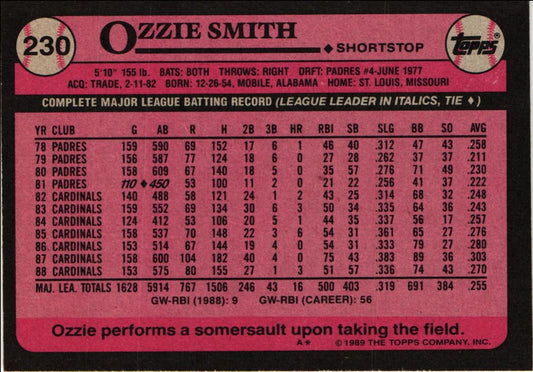 230 OZZIE SMITH
◆ SHORTSTOP topps
5'10" 155 lb. BATS: BOTH THROWS: RIGHT DRFT: PADRES #4-JUNE 1977
ACQ: TRADE, 2-11-82 BORN: 12-26-54, MOBILE, ALABAMA HOME: ST. LOUIS, MISSOURI
COMPLETE MAJOR LEAGUE BATTING RECORD (LEAGUE LEADER IN ITALICS, TIE ♦)
YR CLUB G AB R H 2B 3B HR RBI SB SLG BB SO AVG
78 PADRES 159 590 69 152 17 6 1 46 40 .312 47 43 .258
79 PADRES 156 587 77 124 18 6 0 27 28 .262 37 37 .211
80 PADRES 158 609 67 140 18 5 0 35 57 .276 71 49 .230
81 PADRES 110 ♦450 53 100 11 2 0 21 22 .256 41 37 .222
82 CARDINALS 140 488 58 121 24 1 2 43 25 .314 68 32 .248
83 CARDINALS 159 552 69 134 30 6 3 50 34 .335 64 36 .243
84 CARDINALS 124 412 53 106 20 5 1 44 35 .337 56 17 .257
85 CARDINALS 158 537 70 148 22 3 6 54 31 .361 65 27 .276
86 CARDINALS 153 514 67 144 19 4 0 54 31 .333 79 27 .280
87 CARDINALS 158 600 104 182 40 4 0 75 43 .383 89 36 .303
88 CARDINALS 153 575 80 155 27 1 3 51 57 .336 74 43 .270
MAJ. LEA. TOTALS 1628 5914 767 1506 246 43 16 500 403 .319 691 384 .255
GW-RBI (1988): 9 GW-RBI (CAREER): 56
Ozzie performs a somersault upon taking the field.
A* © 1989 THE TOPPS COMPANY, INC.